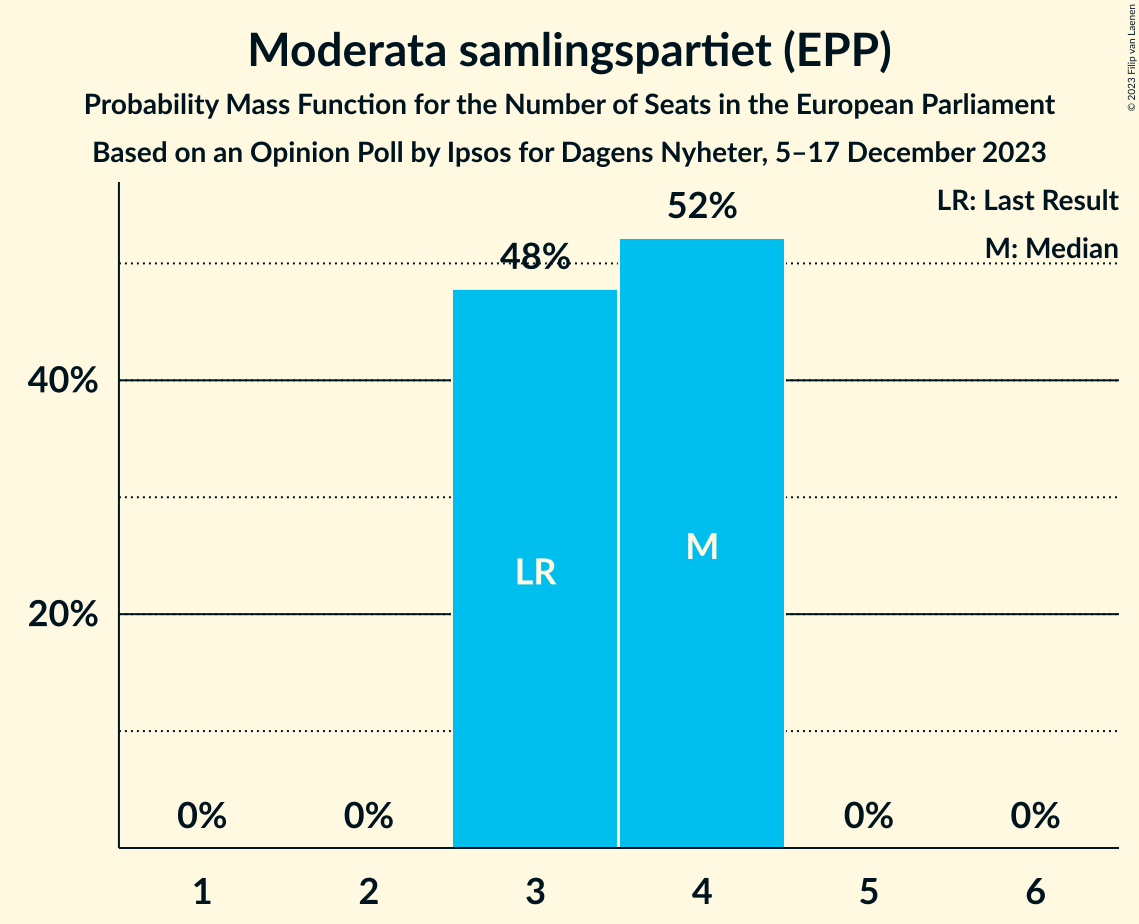 Moderata samlingspartiet (EPP)
Probability Mass Function for the Number of Seats in the European Parliament
Based on an Opinion Poll by Ipsos for Dagens Nyheter, 5–17 December 2023
© 2023 Filip van Laenen
LR: Last Result
M: Median
52%
48%
40%
20%
LR
M
0%
0%
0%
0%
1
2
3
4
5
6